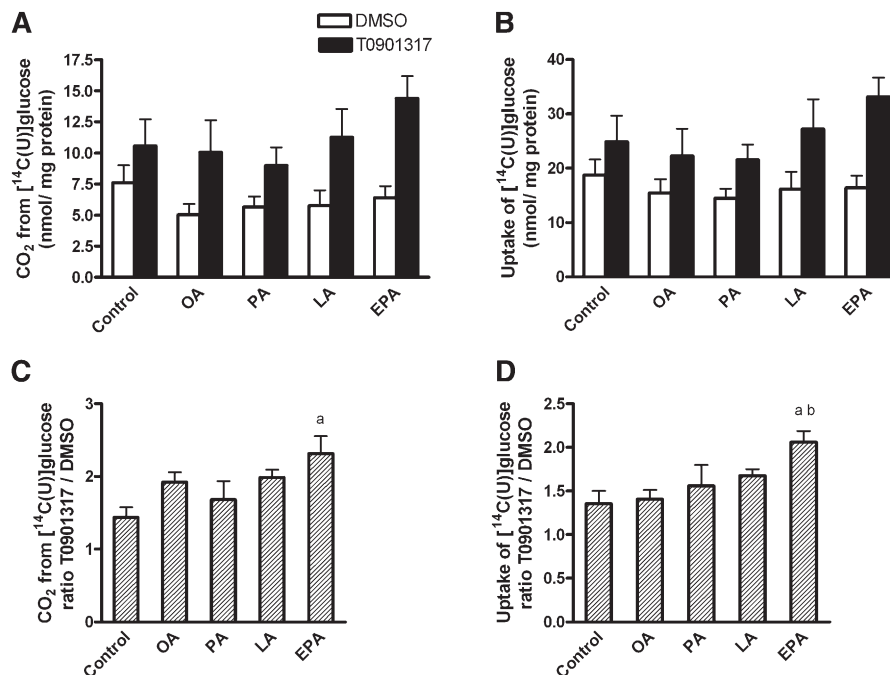 A
DMSO
T0901317
CO2 from [14C(U)]glucose
(nmol/ mg protein)
17.5
15.0
12.5
10.0
7.5
5.0
2.5
0.0
Control
OA
PA
LA
EPA
B
Uptake of [14C(U)]glucose
(nmol/ mg protein)
40
30
20
10
0
Control
OA
PA
LA
EPA
C
CO2 from [14C(U)]glucose
ratio T0901317 / DMSO
3
2
1
0
a
Control
OA
PA
LA
EPA
D
Uptake of [14C(U)]glucose
ratio T0901317 / DMSO
2.5
2.0
1.5
1.0
0.5
0.0
a b
Control
OA
PA
LA
EPA